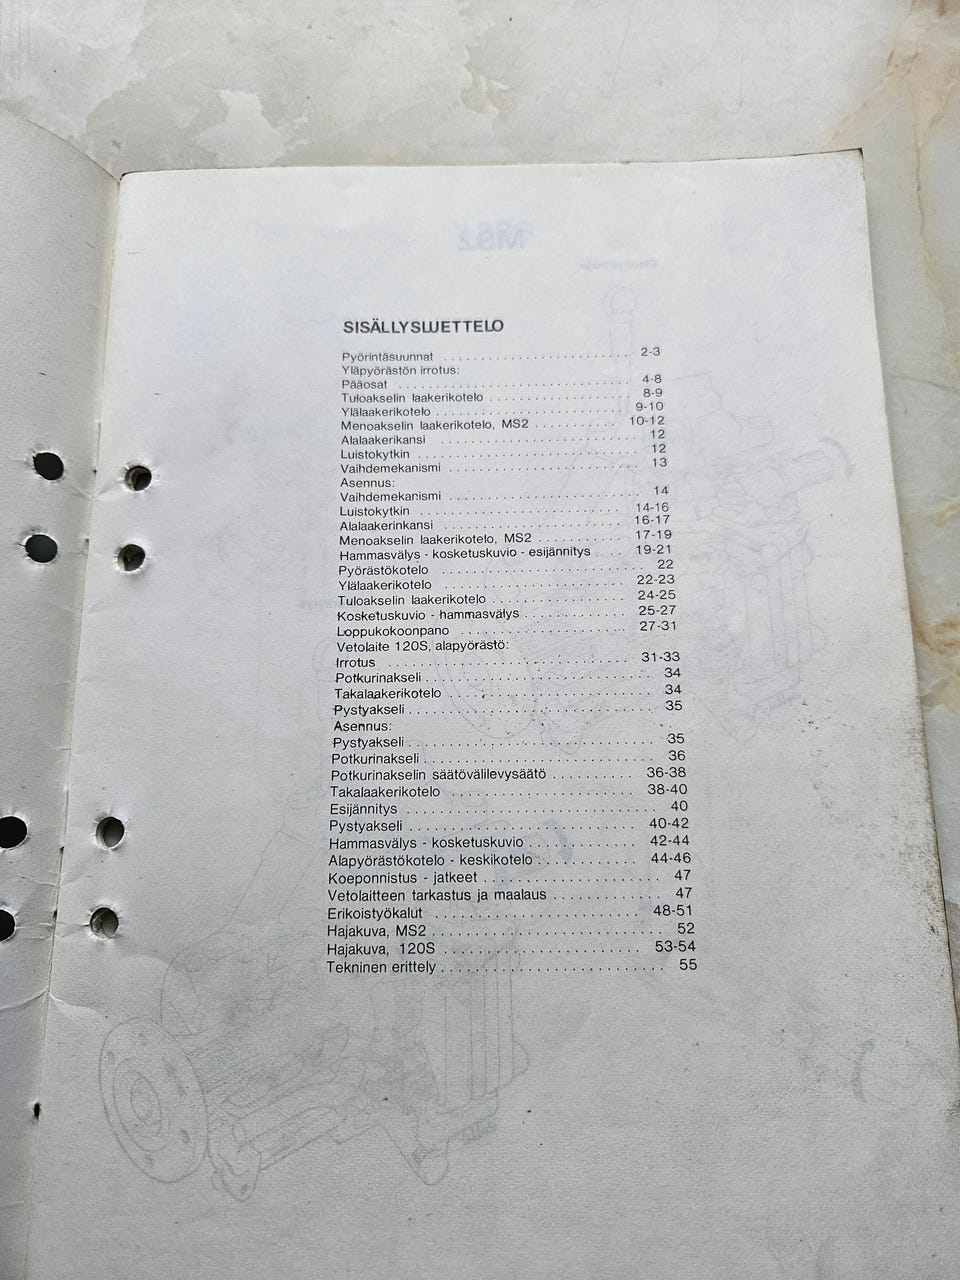 SISÄLLYSLUETTELO
Pyörintäsuunnat . . . . . . . . . . . . . . . . . . . . . . . . . 2-3
Yläpyörästön irrotus:
Pääosat . . . . . . . . . . . . . . . . . . . . . . . . . . . . . . . 4-8
Tuloakselin laakerikotelo . . . . . . . . . . . . . . . . . . . 8-9
Ylälaakerikotelo . . . . . . . . . . . . . . . . . . . . . . . . . 9-10
Menoakselin laakerikotelo, MS2 . . . . . . . . . . . 10-12
Alalaakerikansi . . . . . . . . . . . . . . . . . . . . . . . . . . 12
Luistokytkin . . . . . . . . . . . . . . . . . . . . . . . . . . . . . 12
Vaihdemekanismi . . . . . . . . . . . . . . . . . . . . . . . . . 13
Asennus:
Vaihdemekanismi . . . . . . . . . . . . . . . . . . . . . . . . . 14
Luistokytkin . . . . . . . . . . . . . . . . . . . . . . . . . . . 14-16
Alalaakerinkansi . . . . . . . . . . . . . . . . . . . . . . . . 16-17
Menoakselin laakerikotelo, MS2 . . . . . . . . . . . 17-19
Hammasvälys - kosketuskuvio - esijännitys . . . . 19-21
Pyörästökotelo . . . . . . . . . . . . . . . . . . . . . . . . . . . 22
Ylälaakerikotelo . . . . . . . . . . . . . . . . . . . . . . . . 22-23
Tuloakselin laakerikotelo . . . . . . . . . . . . . . . . . . 24-25
Kosketuskuvio - hammasvälys . . . . . . . . . . . . . . 25-27
Loppukokoonpano . . . . . . . . . . . . . . . . . . . . . . . 27-31
Vetolaite 120S, alapyörästö:
Irrotus . . . . . . . . . . . . . . . . . . . . . . . . . . . . . . . . 31-33
Potkurinakseli . . . . . . . . . . . . . . . . . . . . . . . . . . . . 34
Takalaakerikotelo . . . . . . . . . . . . . . . . . . . . . . . . . 34
Pystyakseli . . . . . . . . . . . . . . . . . . . . . . . . . . . . . . 35
Asennus:
Pystyakseli . . . . . . . . . . . . . . . . . . . . . . . . . . . . . . 35
Potkurinakseli . . . . . . . . . . . . . . . . . . . . . . . . . . . . 36
Potkurinakselin säätövälilevysäätö . . . . . . . . . . 36-38
Takalaakerikotelo . . . . . . . . . . . . . . . . . . . . . . . 38-40
Esijännitys . . . . . . . . . . . . . . . . . . . . . . . . . . . . . . 40
Pystyakseli . . . . . . . . . . . . . . . . . . . . . . . . . . . . 40-42
Hammasvälys - kosketuskuvio . . . . . . . . . . . . . 42-44
Alapyörästökotelo - keskikotelo . . . . . . . . . . . . 44-46
Koeponnistus - jatkeet . . . . . . . . . . . . . . . . . . . . . 47
Vetolaitteen tarkastus ja maalaus . . . . . . . . . . . . . 47
Erikoistyökalut . . . . . . . . . . . . . . . . . . . . . . . . . 48-51
Hajakuva, MS2 . . . . . . . . . . . . . . . . . . . . . . . . . . . 52
Hajakuva, 120S . . . . . . . . . . . . . . . . . . . . . . . . 53-54
Tekninen erittely . . . . . . . . . . . . . . . . . . . . . . . . . . 55